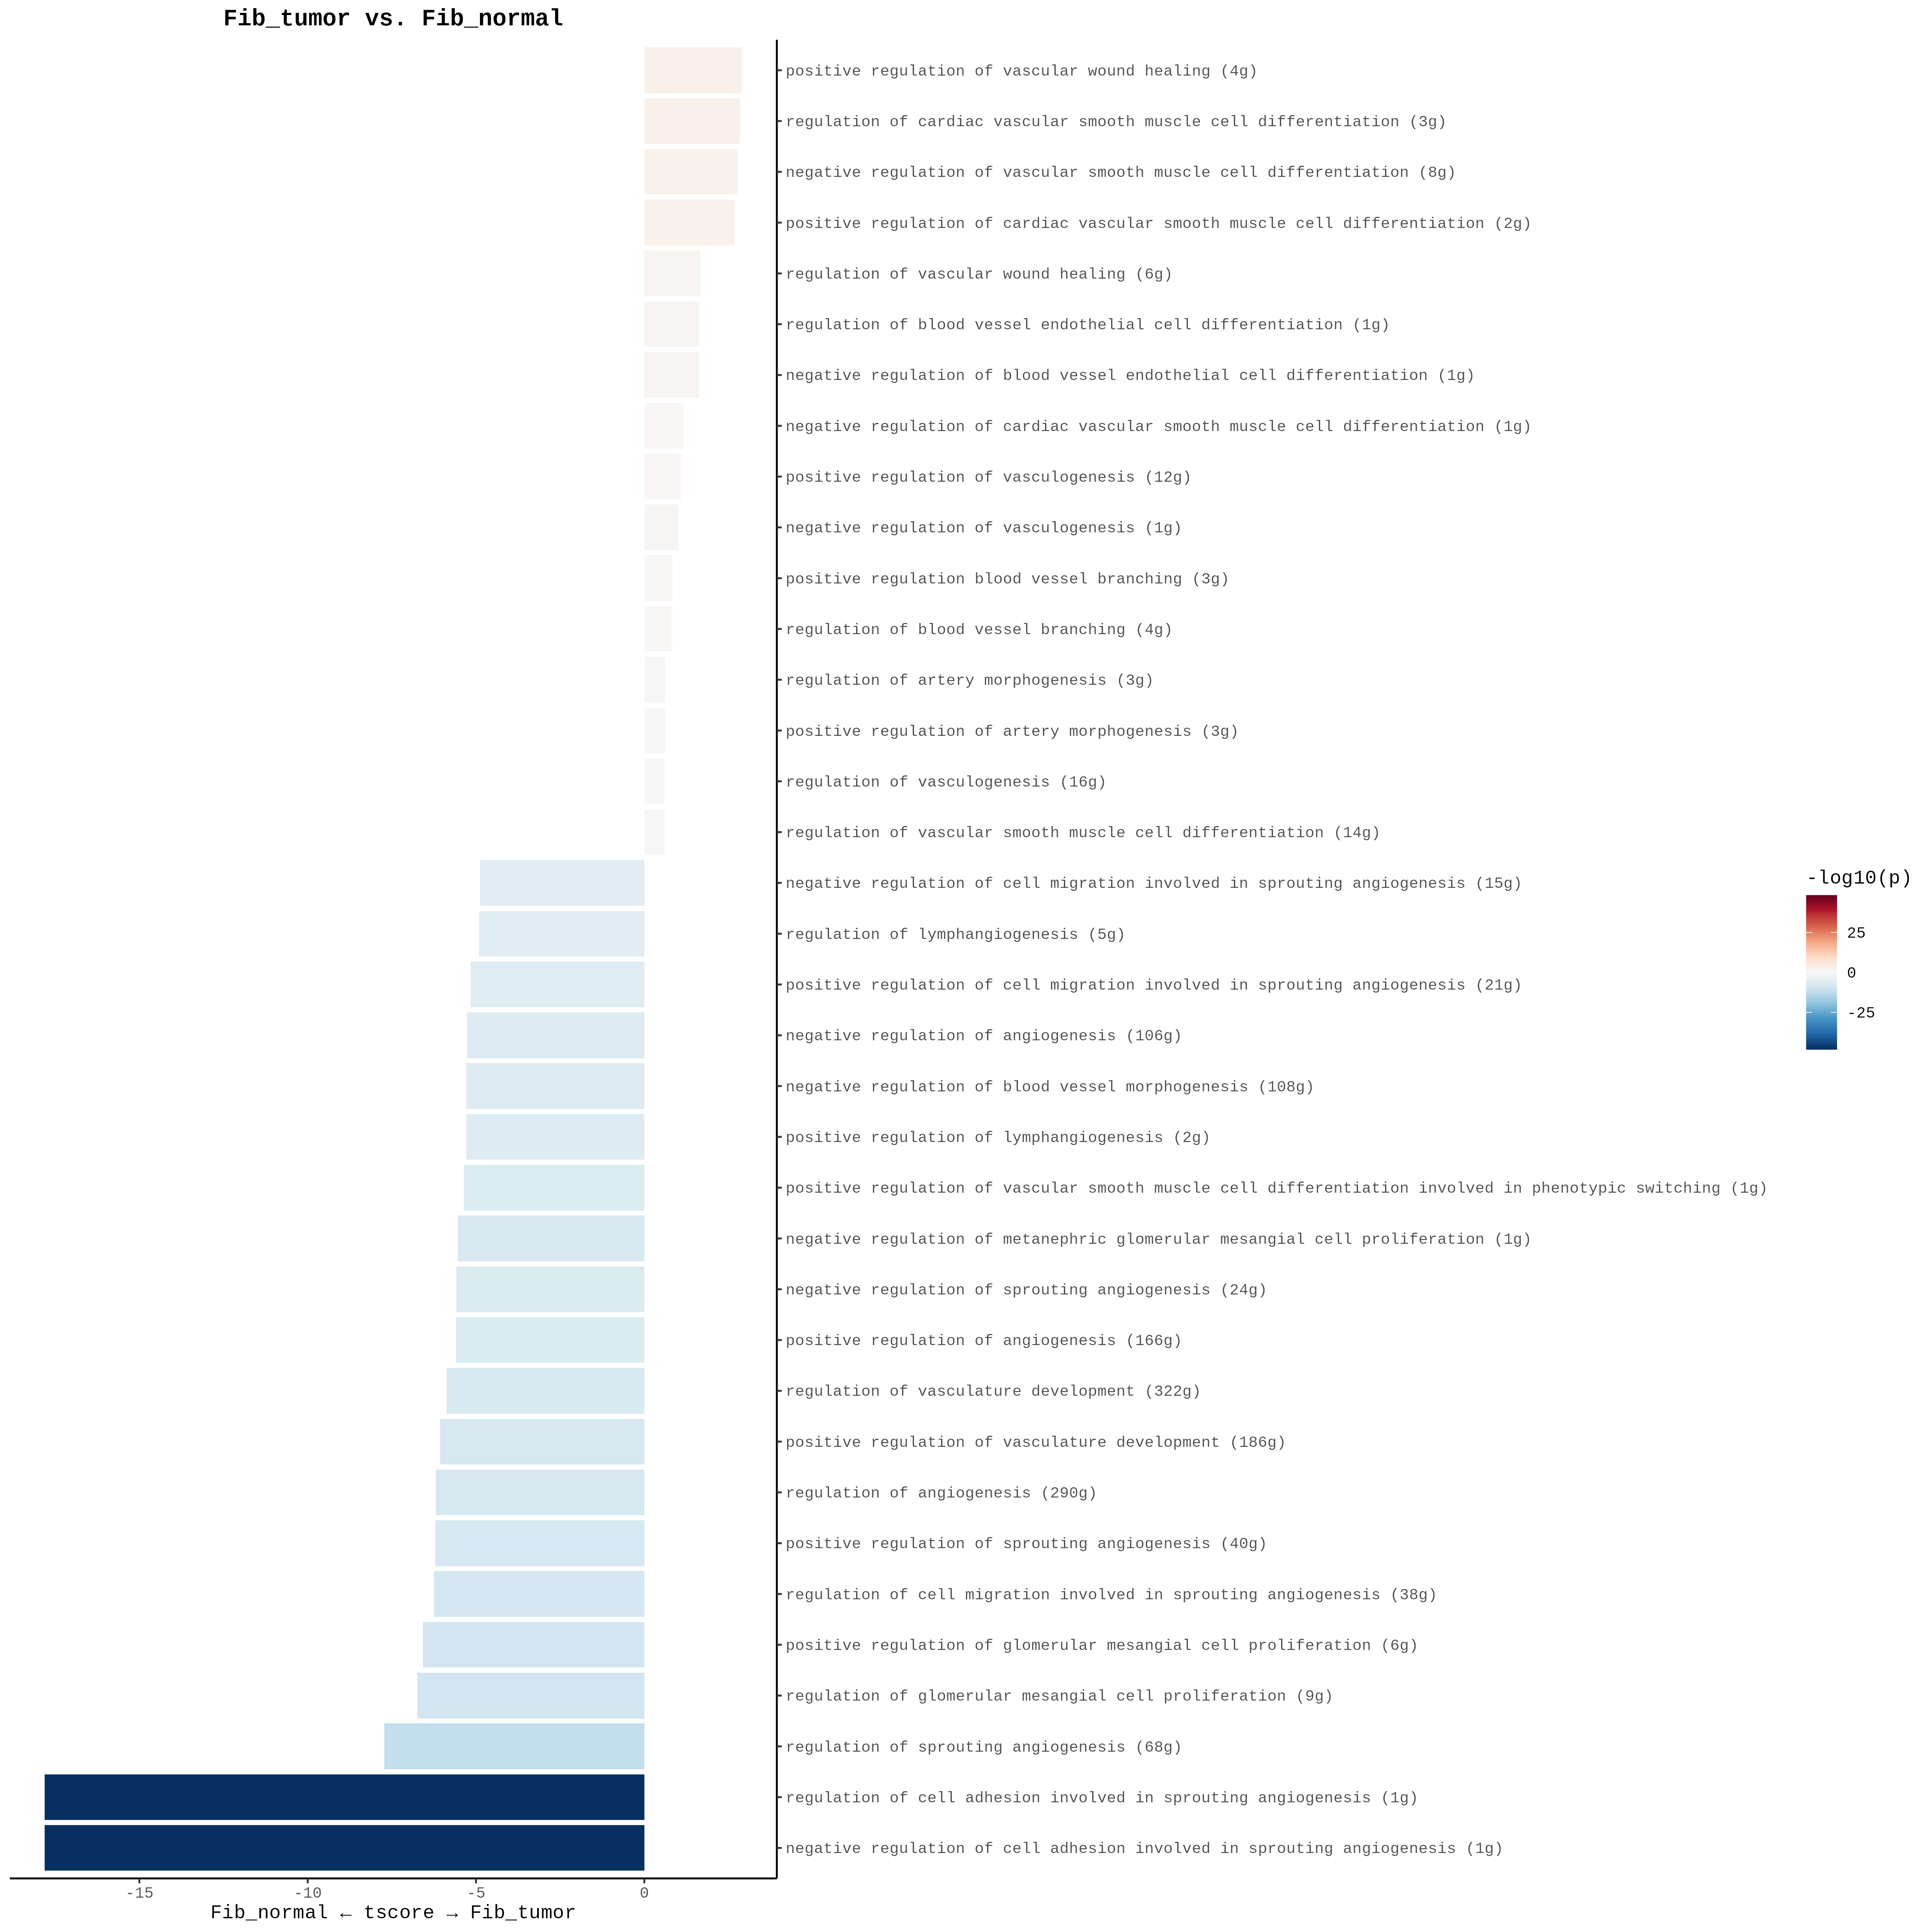 Fib_tumor vs. Fib_normal
positive regulation of vascular wound healing (4g)
regulation of cardiac vascular smooth muscle cell differentiation (3g)
negative regulation of vascular smooth muscle cell differentiation (8g)
positive regulation of cardiac vascular smooth muscle cell differentiation (2g)
regulation of vascular wound healing (6g)
regulation of blood vessel endothelial cell differentiation (1g)
negative regulation of blood vessel endothelial cell differentiation (1g)
negative regulation of cardiac vascular smooth muscle cell differentiation (1g)
positive regulation of vasculogenesis (12g)
negative regulation of vasculogenesis (1g)
positive regulation blood vessel branching (3g)
regulation of blood vessel branching (4g)
regulation of artery morphogenesis (3g)
positive regulation of artery morphogenesis (3g)
regulation of vasculogenesis (16g)
regulation of vascular smooth muscle cell differentiation (14g)
negative regulation of cell migration involved in sprouting angiogenesis (15g)
regulation of lymphangiogenesis (5g)
positive regulation of cell migration involved in sprouting angiogenesis (21g)
negative regulation of angiogenesis (106g)
negative regulation of blood vessel morphogenesis (108g)
positive regulation of lymphangiogenesis (2g)
positive regulation of vascular smooth muscle cell differentiation involved in phenotypic switching (1g)
negative regulation of metanephric glomerular mesangial cell proliferation (1g)
negative regulation of sprouting angiogenesis (24g)
positive regulation of angiogenesis (166g)
regulation of vasculature development (322g)
positive regulation of vasculature development (186g)
regulation of angiogenesis (290g)
positive regulation of sprouting angiogenesis (40g)
regulation of cell migration involved in sprouting angiogenesis (38g)
positive regulation of glomerular mesangial cell proliferation (6g)
regulation of glomerular mesangial cell proliferation (9g)
regulation of sprouting angiogenesis (68g)
regulation of cell adhesion involved in sprouting angiogenesis (1g)
negative regulation of cell adhesion involved in sprouting angiogenesis (1g)
-15 -10 -5 0
Fib_normal ← tscore → Fib_tumor
-log10(p)
25
0
-25